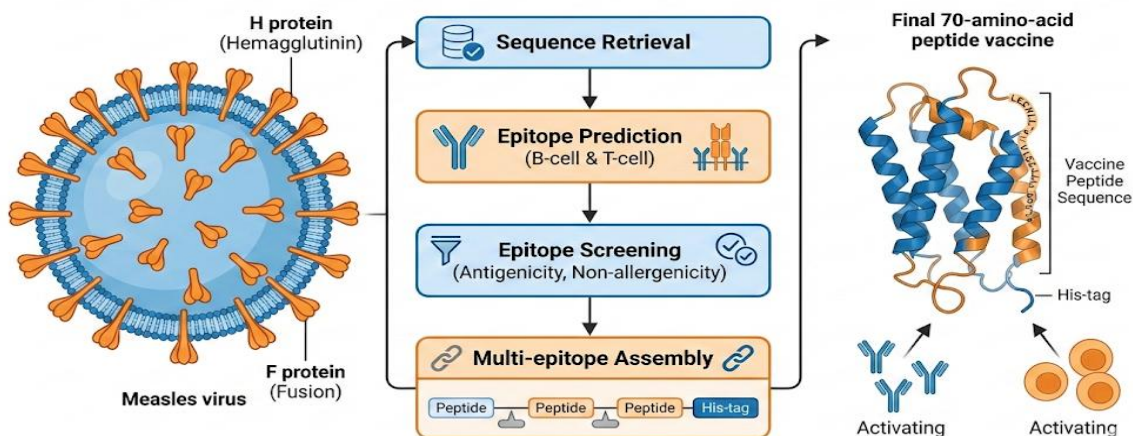 H protein
(Hemagglutinin)
F protein
(Fusion)
Measles virus
Sequence Retrieval
Epitope Prediction
(B-cell & T-cell)
Epitope Screening
(Antigenicity, Non-allergenicity)
Multi-epitope Assembly
Peptide
Peptide
Peptide
His-tag
Final 70-amino-acid
peptide vaccine
Vaccine
Peptide
Sequence
His-tag
Activating
Activating